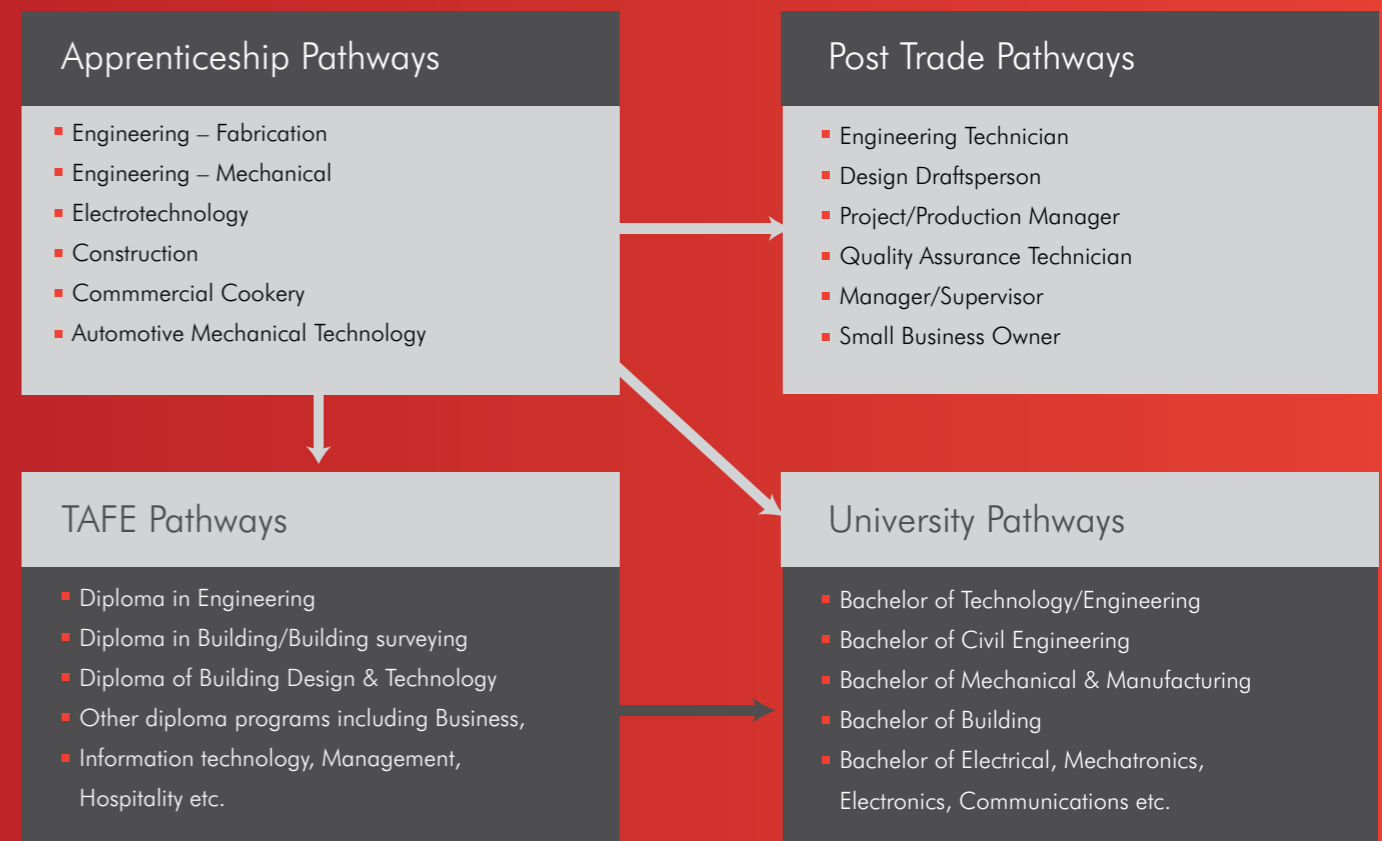 Apprenticeship Pathways
Engineering – Fabrication
Engineering – Mechanical
Electrotechnology
Construction
Commmercial Cookery
Automotive Mechanical Technology
Post Trade Pathways
Engineering Technician
Design Draftsperson
Project/Production Manager
Quality Assurance Technician
Manager/Supervisor
Small Business Owner
TAFE Pathways
Diploma in Engineering
Diploma in Building/Building surveying
Diploma of Building Design & Technology
Other diploma programs including Business,
Information technology, Management,
Hospitality etc.
University Pathways
Bachelor of Technology/Engineering
Bachelor of Civil Engineering
Bachelor of Mechanical & Manufacturing
Bachelor of Building
Bachelor of Electrical, Mechatronics,
Electronics, Communications etc.